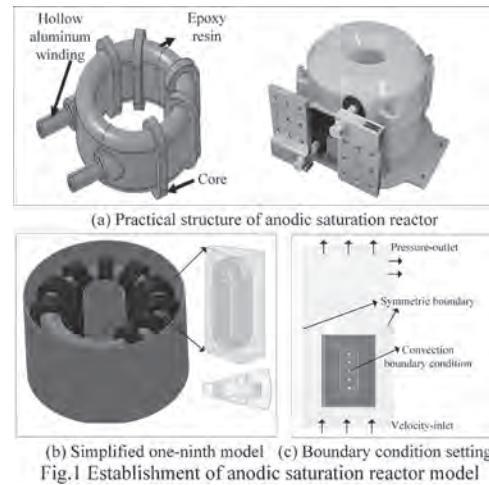 Hollow
aluminum
winding
Epoxy
resin
Core
(a) Practical structure of anodic saturation reactor
Pressure-outlet
Symmetric boundary
Convection
boundary
condition
Velocity-inlet
(b) Simplified one-ninth model (c) Boundary condition setting
Fig.1 Establishment of anodic saturation reactor model